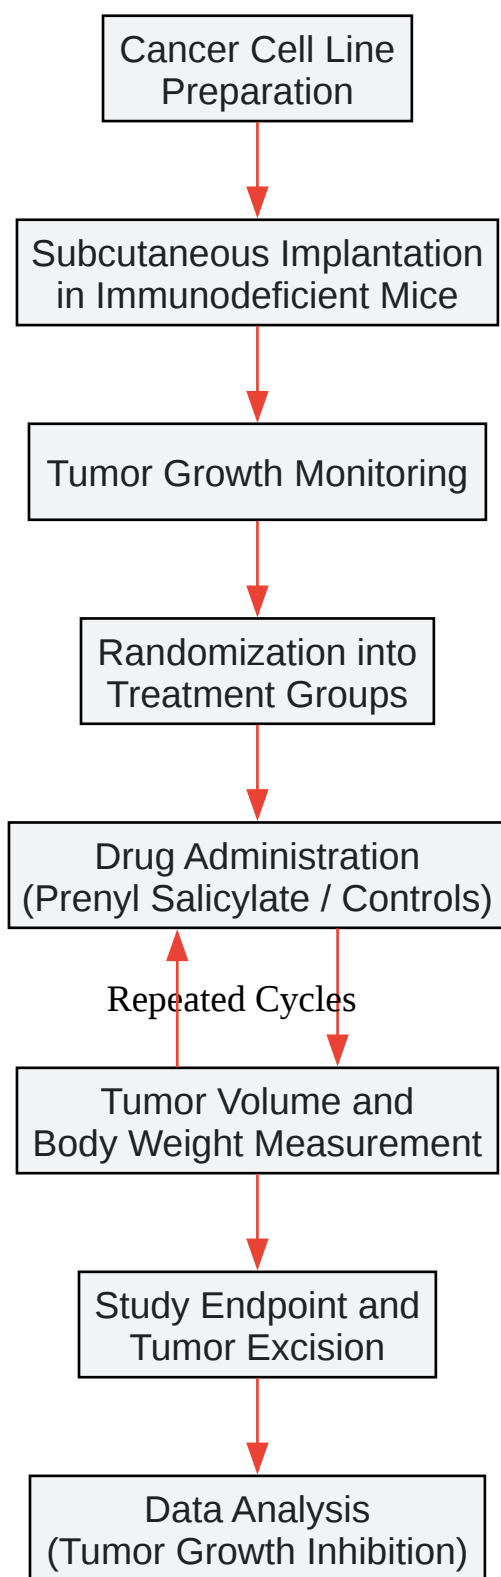 Cancer Cell Line
Preparation
Subcutaneous Implantation
in Immunodeficient Mice
Tumor Growth Monitoring
Randomization into
Treatment Groups
Drug Administration
(Prenyl Salicylate / Controls)
Repeated Cycles
Tumor Volume and
Body Weight Measurement
Study Endpoint and
Tumor Excision
Data Analysis
(Tumor Growth Inhibition)